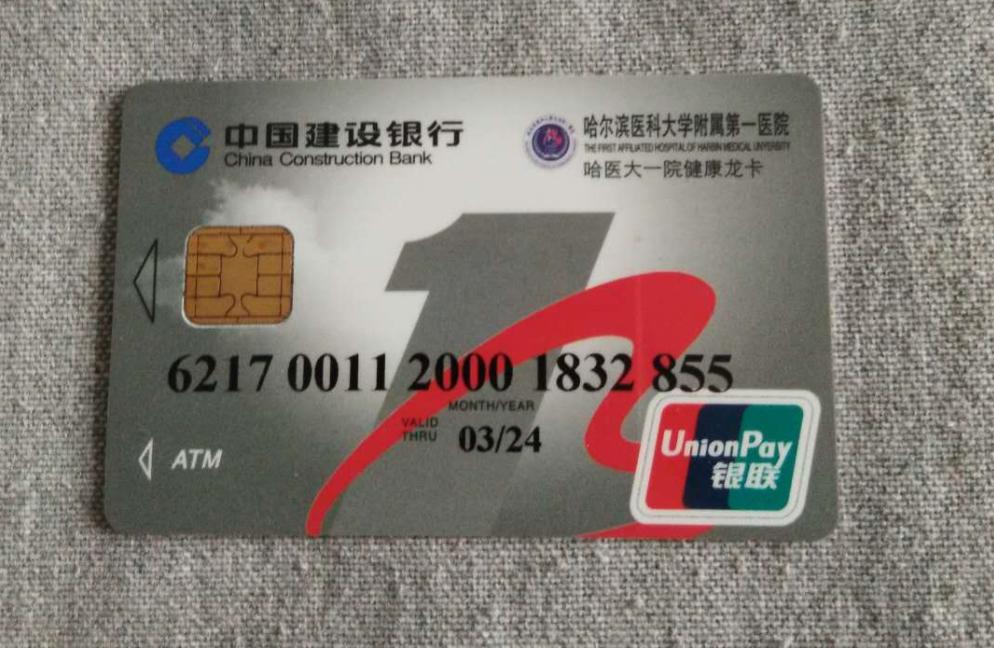 中国建设银行
China Construction Bank
哈尔滨医科大学附属第一医院
THE FIRST AFFILIATED HOSPITAL OF HARBIN MEDICAL UNIVERSITY
哈医大一院健康龙卡
1
6217 0011 2000 1832 855
MONTH/YEAR
VALID
THRU 03/24
ATM
UnionPay
银联